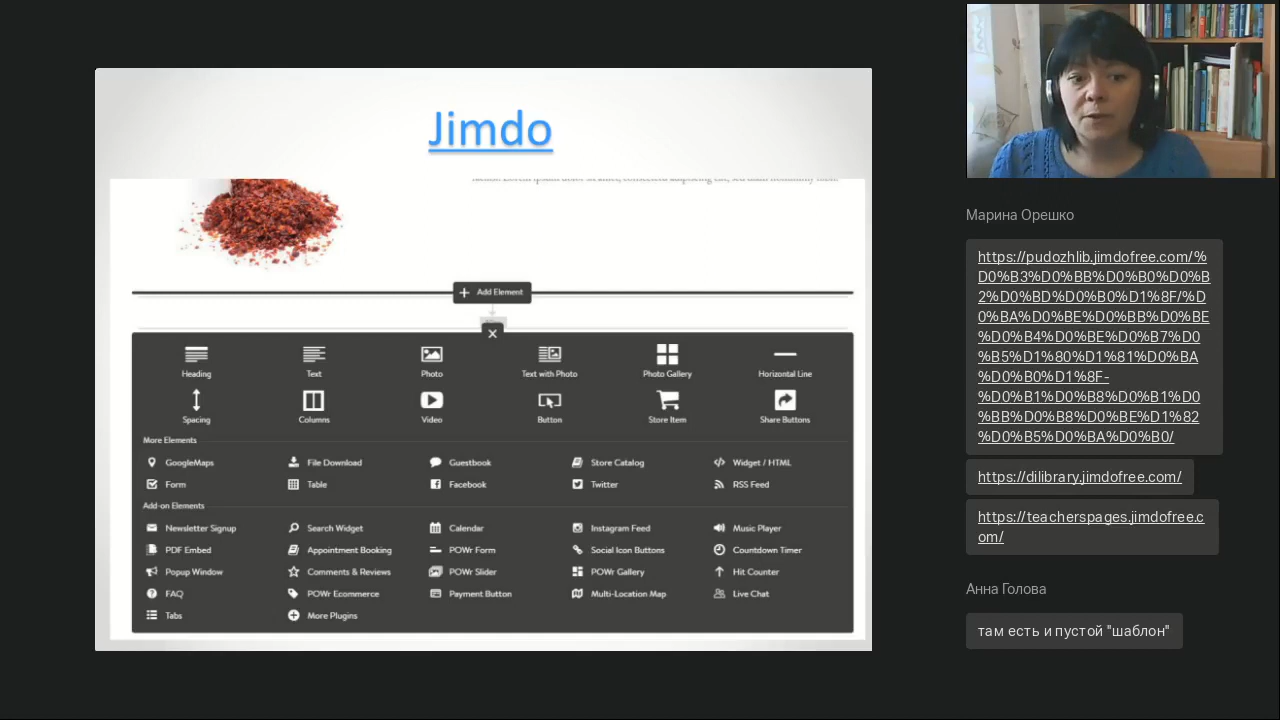 Jimdo
Add Element
Heading Text Photo Text with Photo Photo Gallery Horizontal Line
Spacing Columns Video Button Store Item Share Buttons
More Elements
GoogleMaps File Download Guestbook Store Catalog Widget / HTML
Form Table Facebook Twitter RSS Feed
Add-on Elements
Newsletter Signup Search Widget Calendar Instagram Feed Music Player
PDF Embed Appointment Booking POWr Form Social Icon Buttons Countdown Timer
Popup Window Comments & Reviews POWr Slider POWr Gallery Hit Counter
FAQ POWr Ecommerce Payment Button Multi-Location Map Live Chat
Tabs More Plugins
Марина Орешко
https://pudozhlib.jimdofree.com/%
D0%B3%D0%BB%D0%B0%D0%B
2%D0%BD%D0%B0%D1%8F/%D
0%BA%D0%BE%D0%BB%D0%BE
%D0%B4%D0%BE%D0%B7%D0
%B5%D1%80%D1%81%D0%BA
%D0%B0%D1%8F-
%D0%B1%D0%B8%D0%B1%D0
%BB%D0%B8%D0%BE%D1%82
%D0%B5%D0%BA%D0%B0/
https://dilibrary.jimdofree.com/
https://teacherspages.jimdofree.c
om/
Анна Голова
там есть и пустой "шаблон"